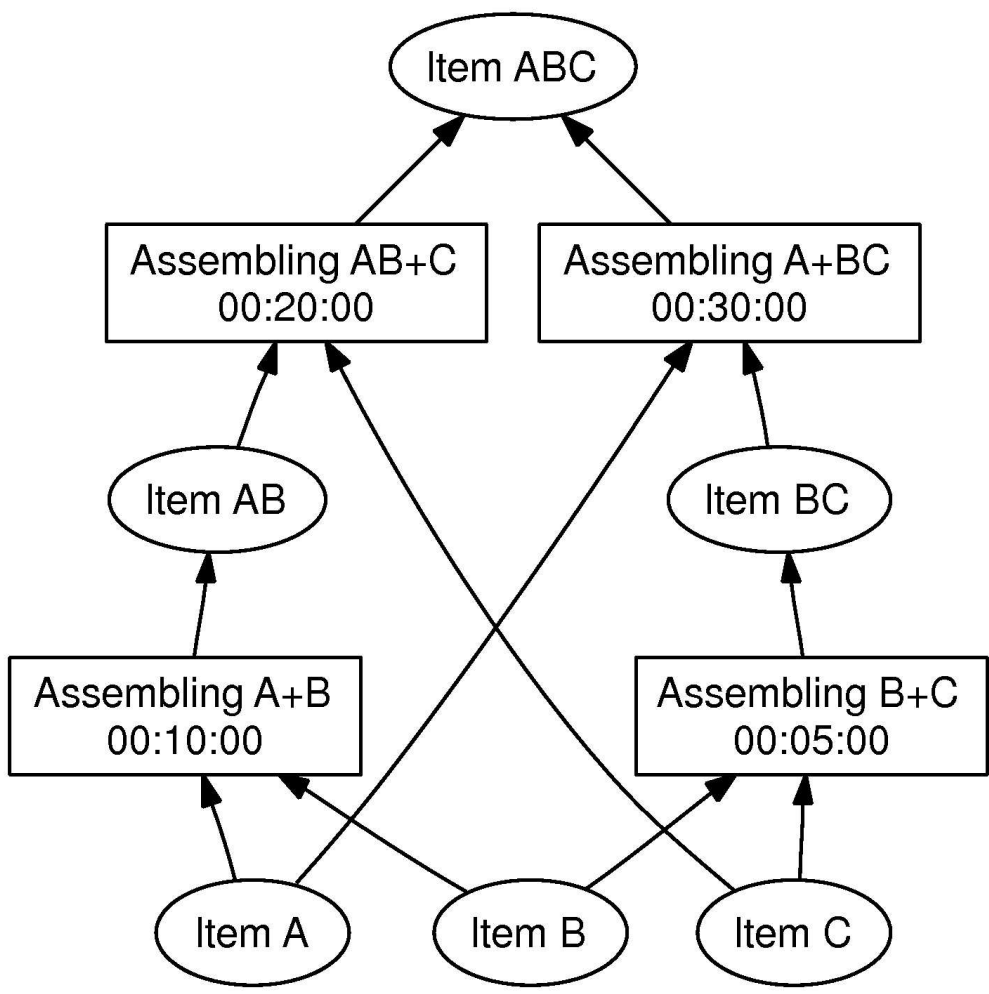 Item ABC
Assembling AB+C
00:20:00
Assembling A+BC
00:30:00
Item AB
Item BC
Assembling A+B
00:10:00
Assembling B+C
00:05:00
Item A
Item B
Item C